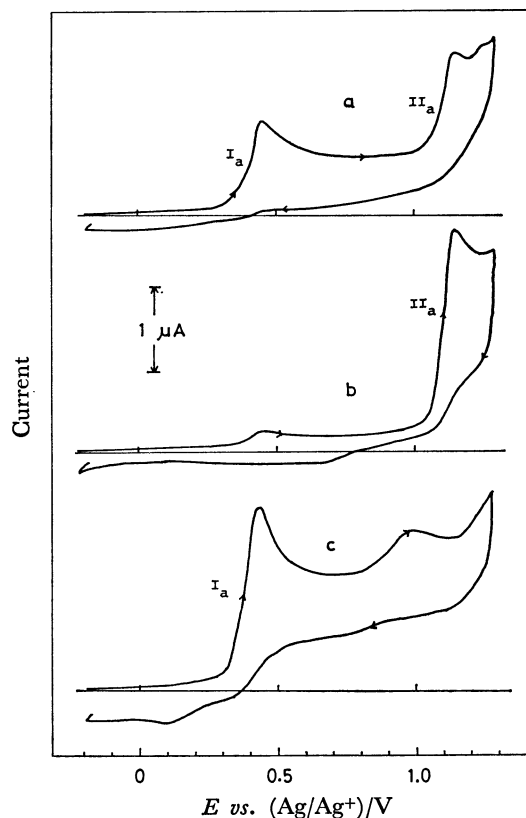 a
II_a
I_a
II_a
1 μA
b
Current
c
I_a
0 0.5 1.0
E vs. (Ag/Ag⁺)/V